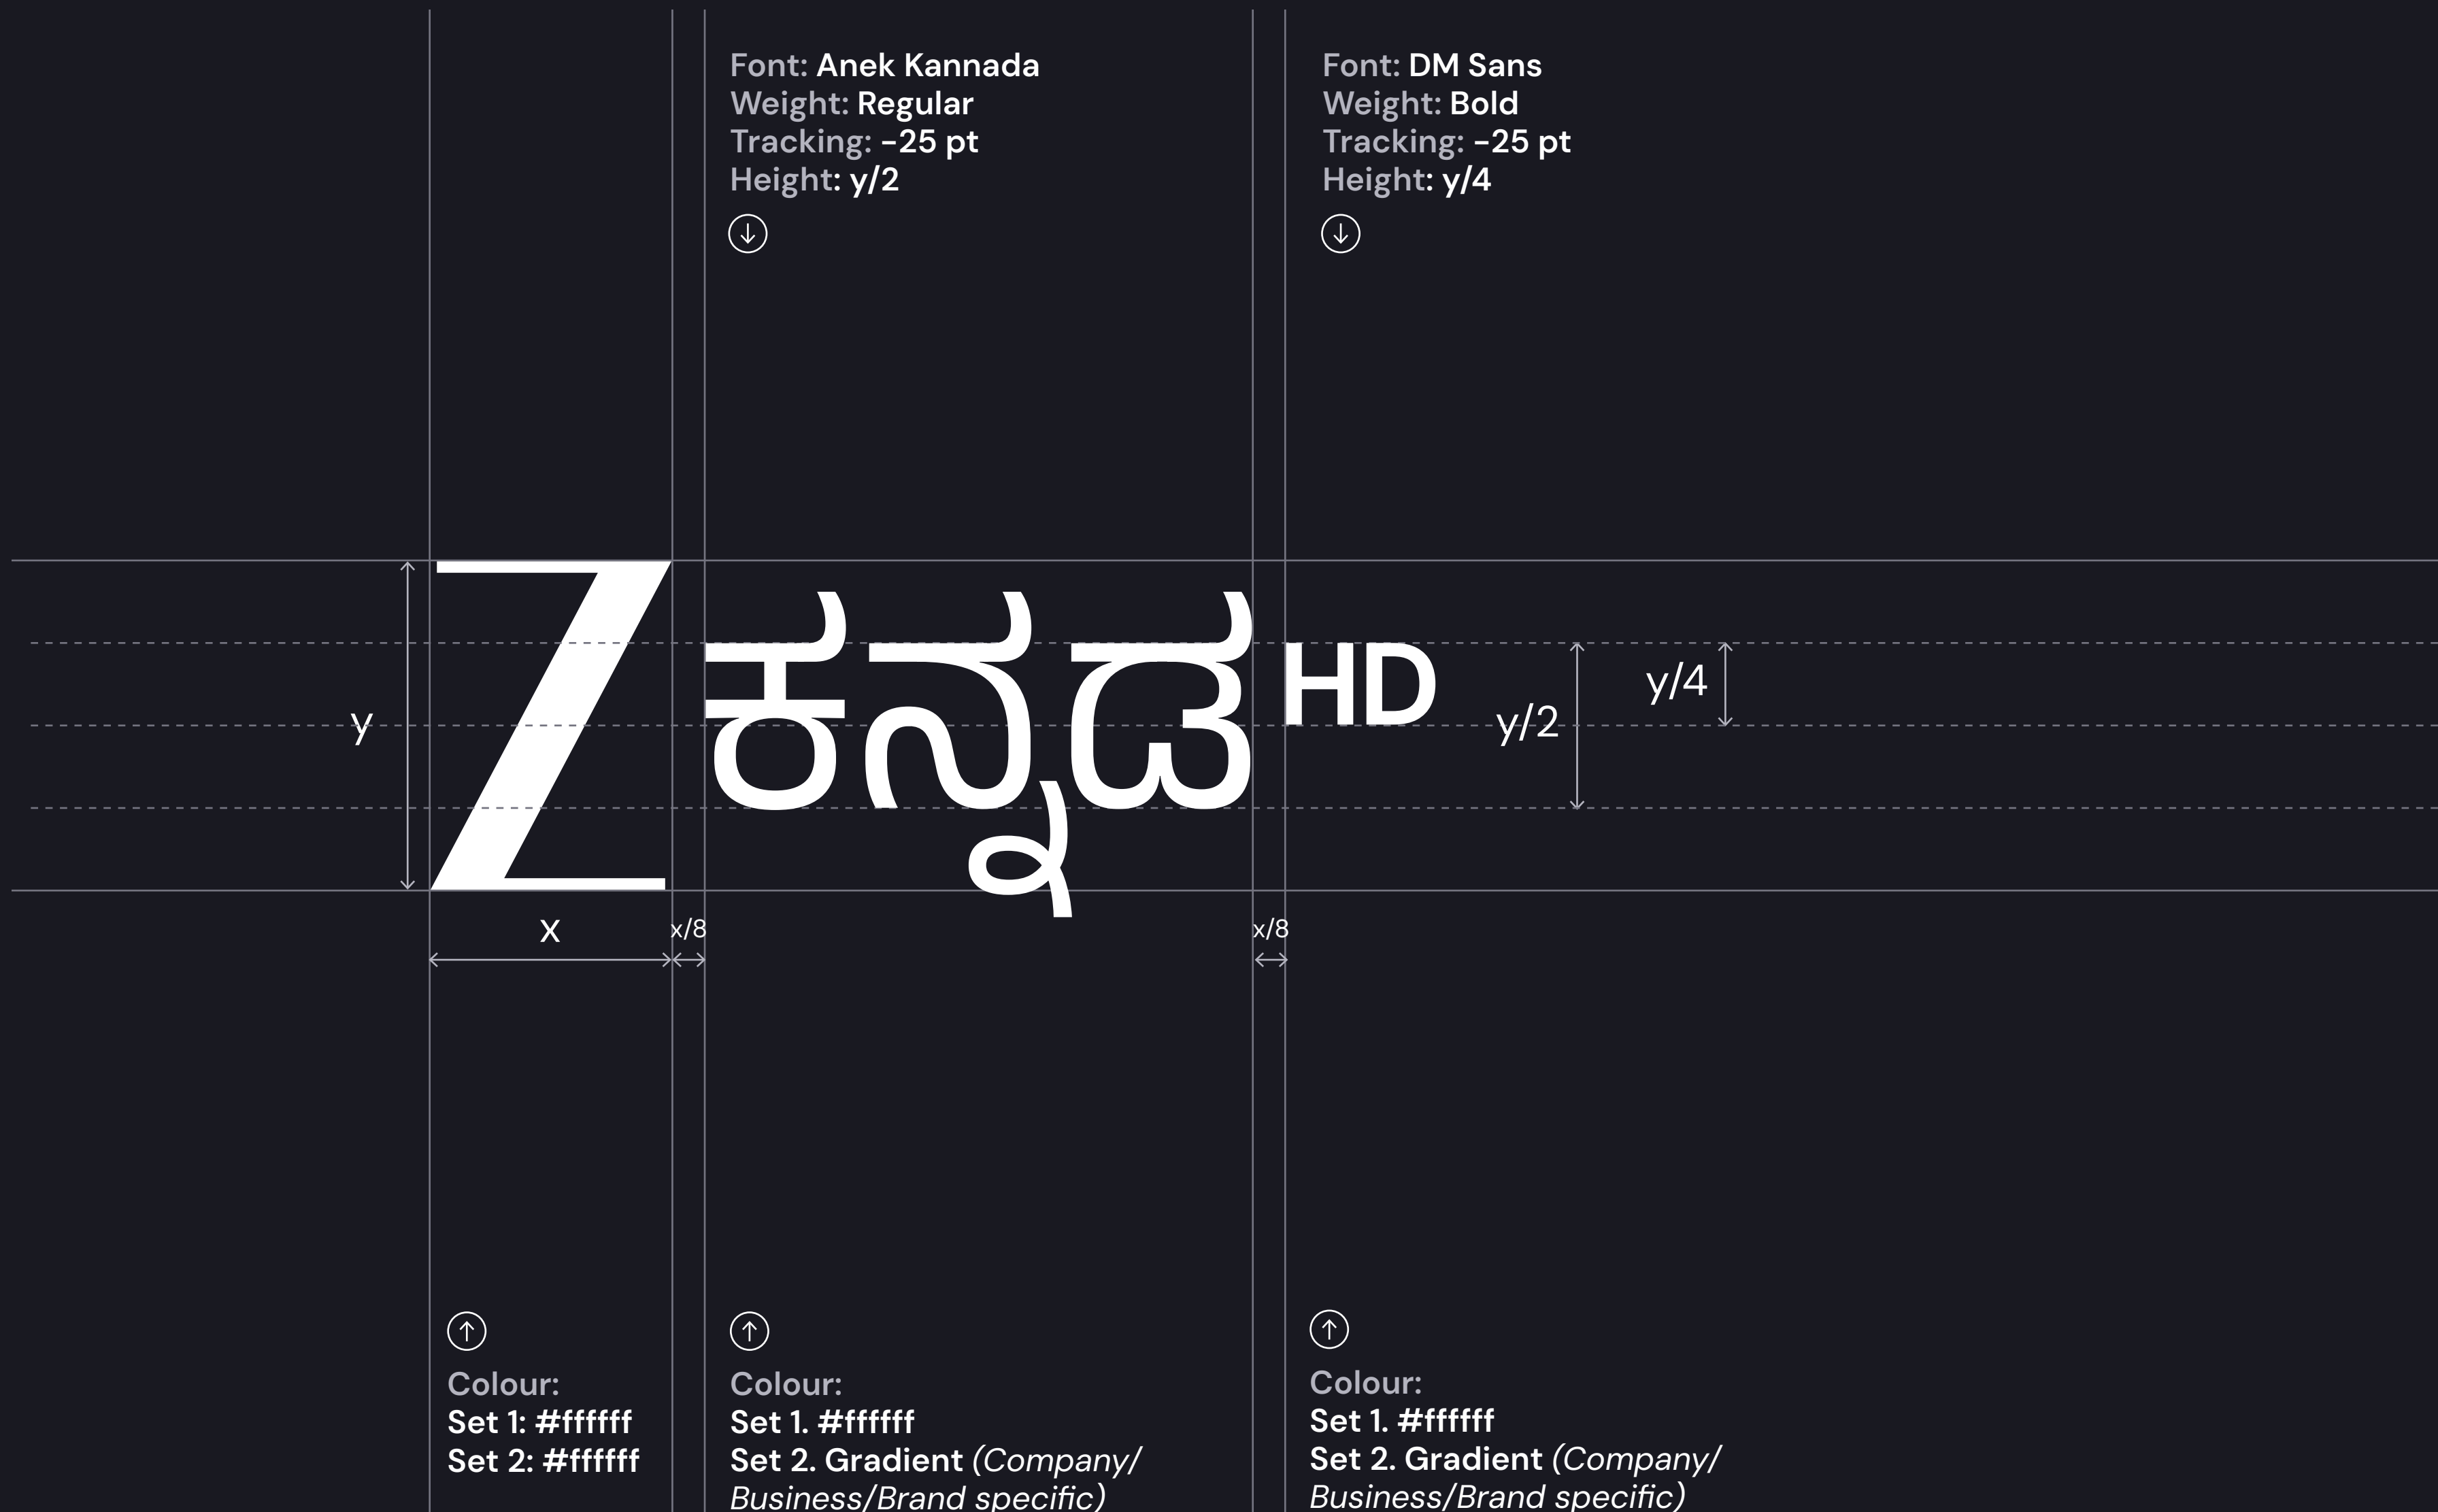 Font: Anek Kannada
Weight: Regular
Tracking: -25 pt
Height: y/2
Font: DM Sans
Weight: Bold
Tracking: -25 pt
Height: y/4
y
Z ಕನ್ನಡ HD
y/2
y/4
x
x/8
x/8
Colour:
Set 1: #ffffff
Set 2: #ffffff
Colour:
Set 1. #ffffff
Set 2. Gradient (Company/
Business/Brand specific)
Colour:
Set 1. #ffffff
Set 2. Gradient (Company/
Business/Brand specific)